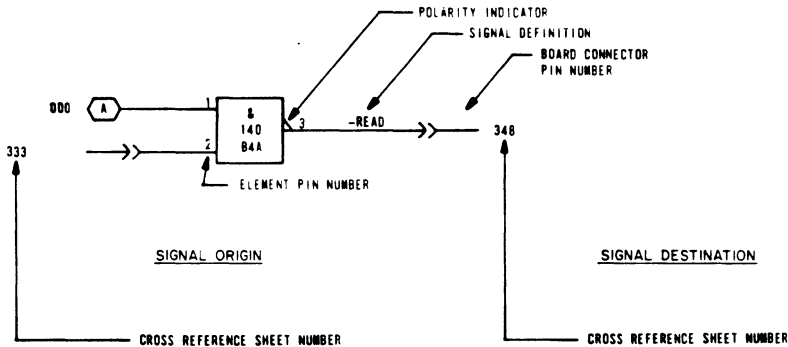 POLARITY INDICATOR
SIGNAL DEFINITION
BOARD CONNECTOR
PIN NUMBER
000 A 1 & 3 -READ 348
140
333 2 B4A
ELEMENT PIN NUMBER
SIGNAL ORIGIN SIGNAL DESTINATION
CROSS REFERENCE SHEET NUMBER CROSS REFERENCE SHEET NUMBER